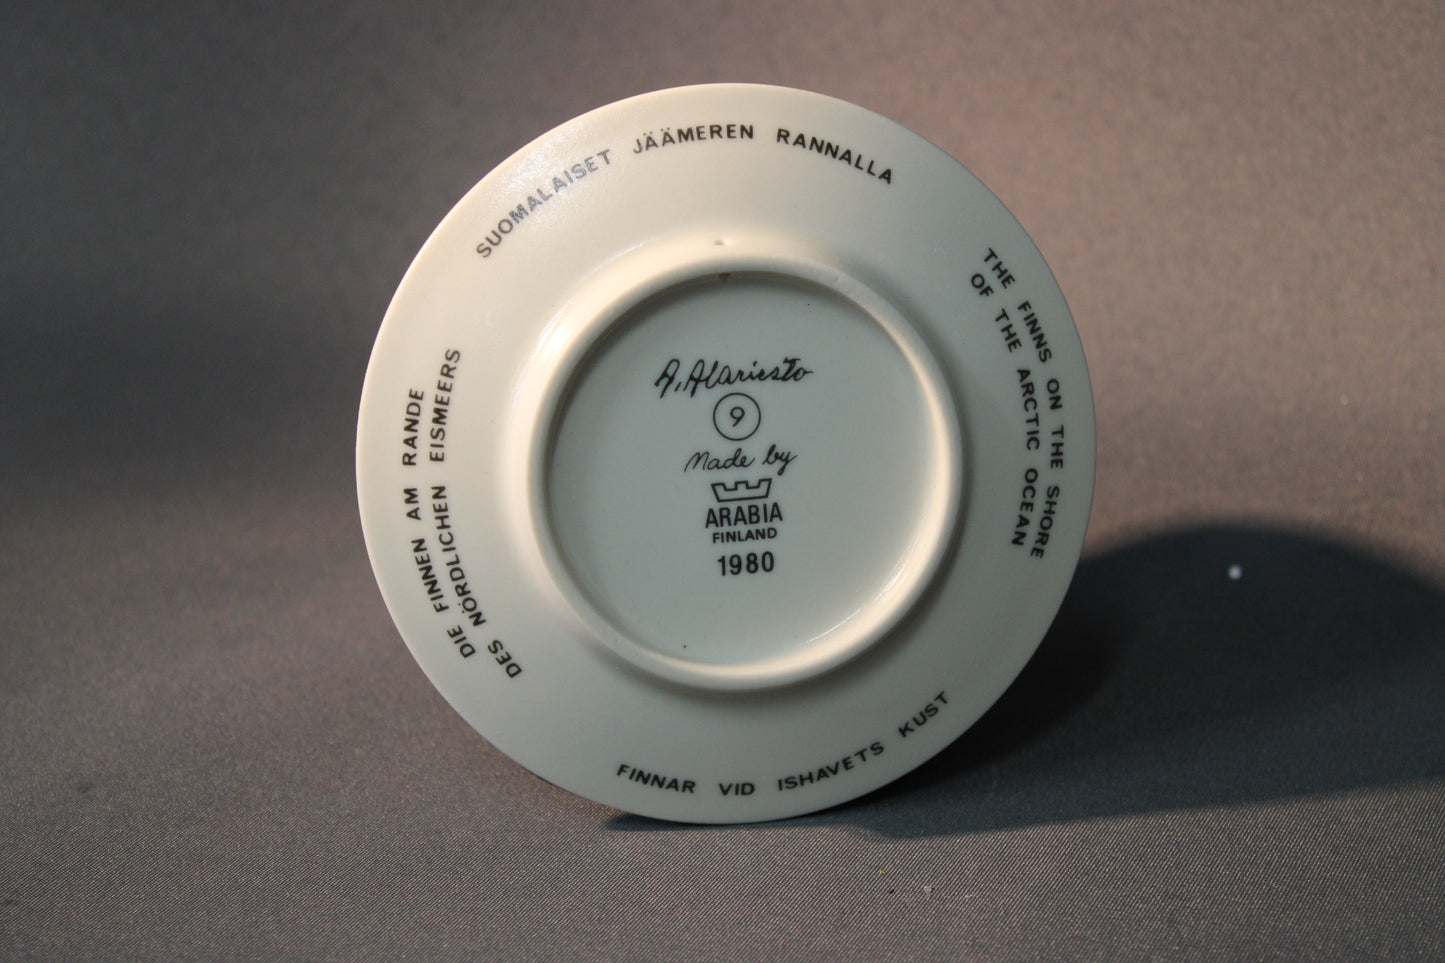 SUOMALAISET JÄÄMEREN RANNALLA
THE FINNS ON THE SHORE
OF THE ARCTIC OCEAN
FINNAR VID ISHAVETS KUST
DIE FINNEN AM RANDE
DES NÖRDLICHEN EISMEERS
A. Alariesto
9
Made by
ARABIA
FINLAND
1980